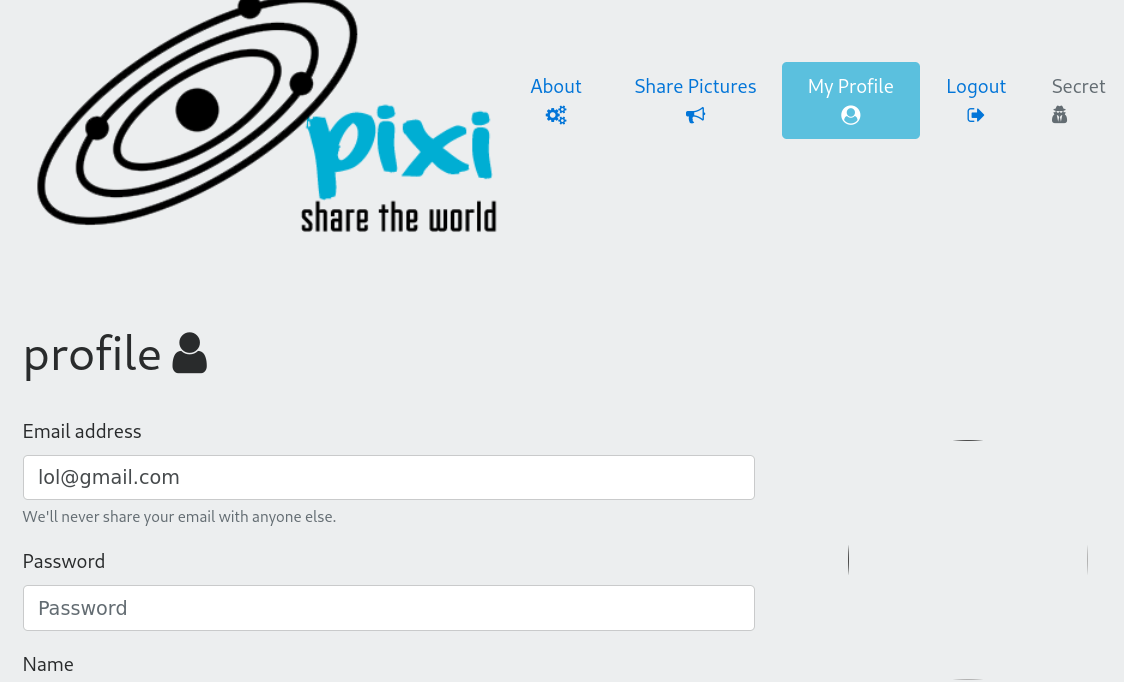 About
Share Pictures
My Profile
Logout
Secret
pixi
share the world
profile
Email address
lol@gmail.com
We'll never share your email with anyone else.
Password
Password
Name